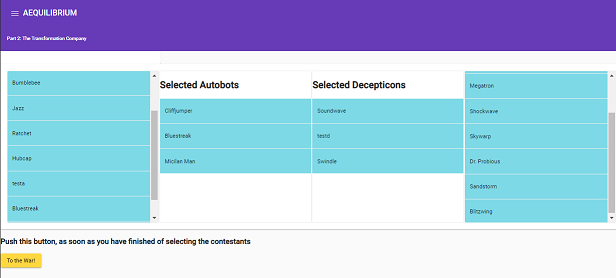 AEQUILIBRIUM
Part 2: The Transformation Company
Bumblebee
Jazz
Ratchet
Hubcap
testa
Bluestreak
Selected Autobots
Cliffjumper
Bluestreak
Micllan Man
Selected Decepticons
Soundwave
testd
Swindle
Megatron
Shockwave
Skywarp
Dr. Probious
Sandstorm
Blitzwing
Push this button, as soon as you have finished of selecting the contestants
To the War!